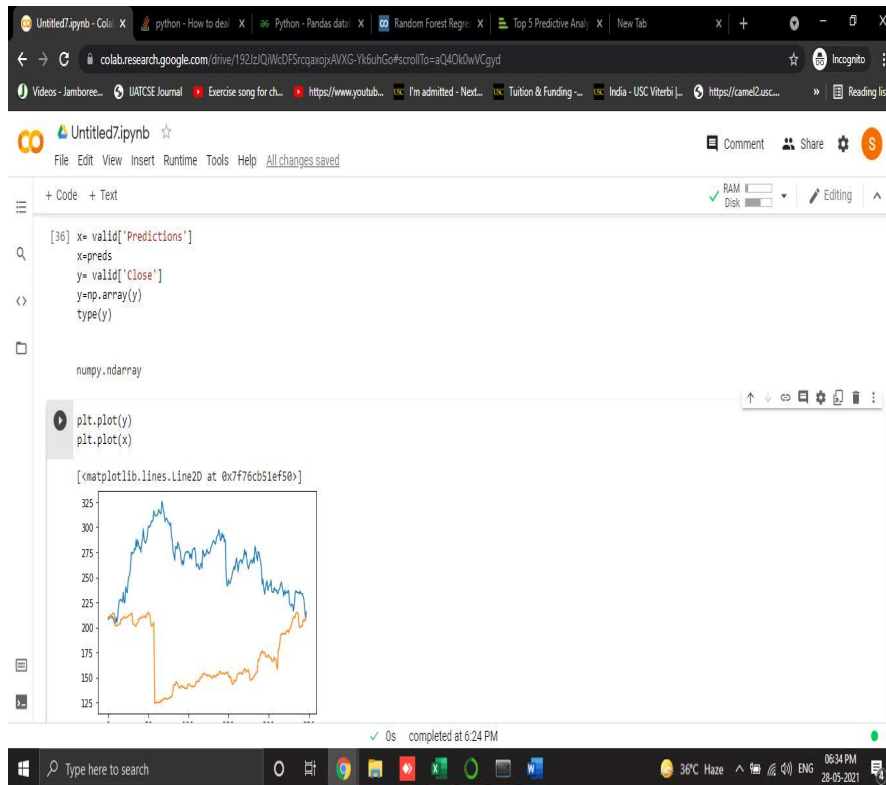 Untitled7.ipynb - Cola
python - How to deal
Python - Pandas dataf
Random Forest Regre
Top 5 Predictive Analy
New Tab
colab.research.google.com/drive/192JzJQiWcDFSrcqaxojxAVXG-Yk6uhGo#scrollTo=aQ4Ok0wVCgyd
Incognito
Videos - Jamboree...
UATCSE Journal
Exercise song for ch...
https://www.youtub...
I'm admitted - Next...
Tuition & Funding -...
India - USC Viterbi |...
https://camel2.usc....
»
Reading lis
CO
Untitled7.ipynb
Comment
Share
S
File Edit View Insert Runtime Tools Help All changes saved
+ Code + Text
RAM
Disk
Editing
[36] x= valid['Predictions']
x=preds
y= valid['Close']
y=np.array(y)
type(y)
numpy.ndarray
plt.plot(y)
plt.plot(x)
[<matplotlib.lines.Line2D at 0x7f76cb51ef50>]
325
300
275
250
225
200
175
150
125
0s completed at 6:24 PM
Type here to search
36°C Haze
ENG
06:34 PM
28-05-2021
4